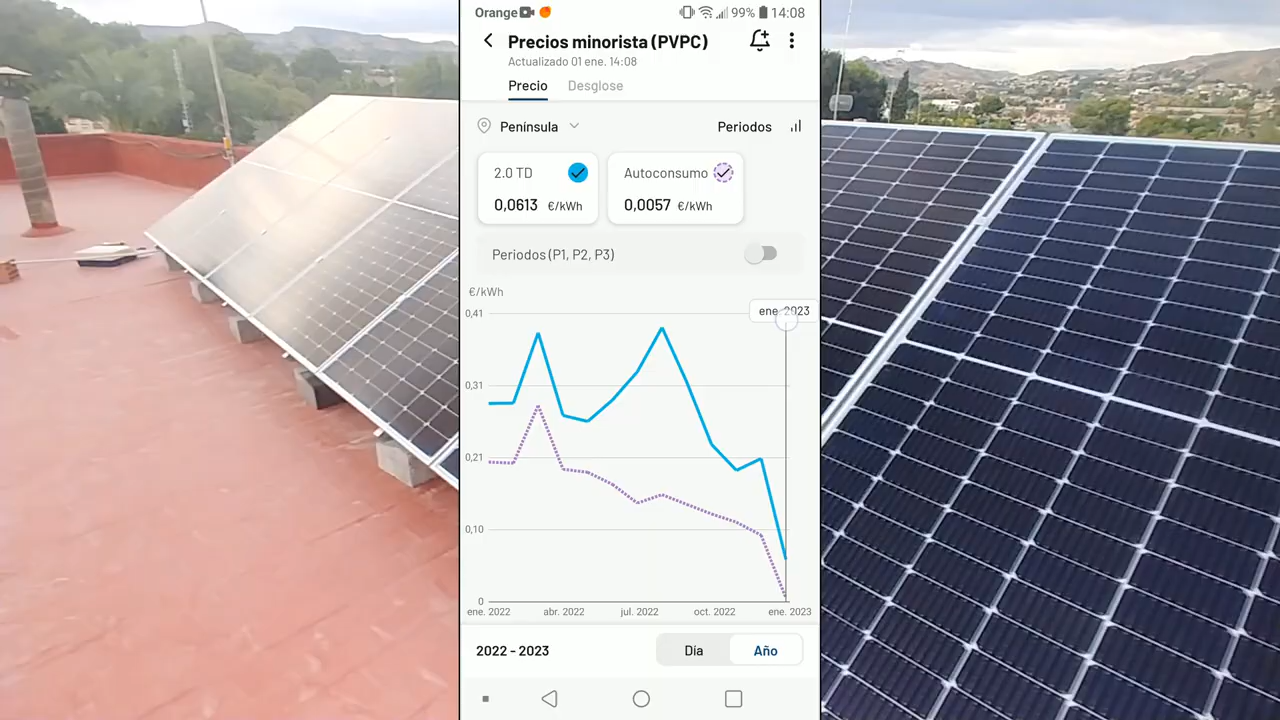 Orange 99% 14:08
Precios minorista (PVPC)
Actualizado 01 ene. 14:08
Precio Desglose
Península Periodos
2.0 TD Autoconsumo
0,0613 €/kWh 0,0057 €/kWh
Periodos (P1, P2, P3)
€/kWh
ene. 2023
0,41
0,31
0,21
0,10
0
ene. 2022 abr. 2022 jul. 2022 oct. 2022 ene. 2023
2022 - 2023 Día Año